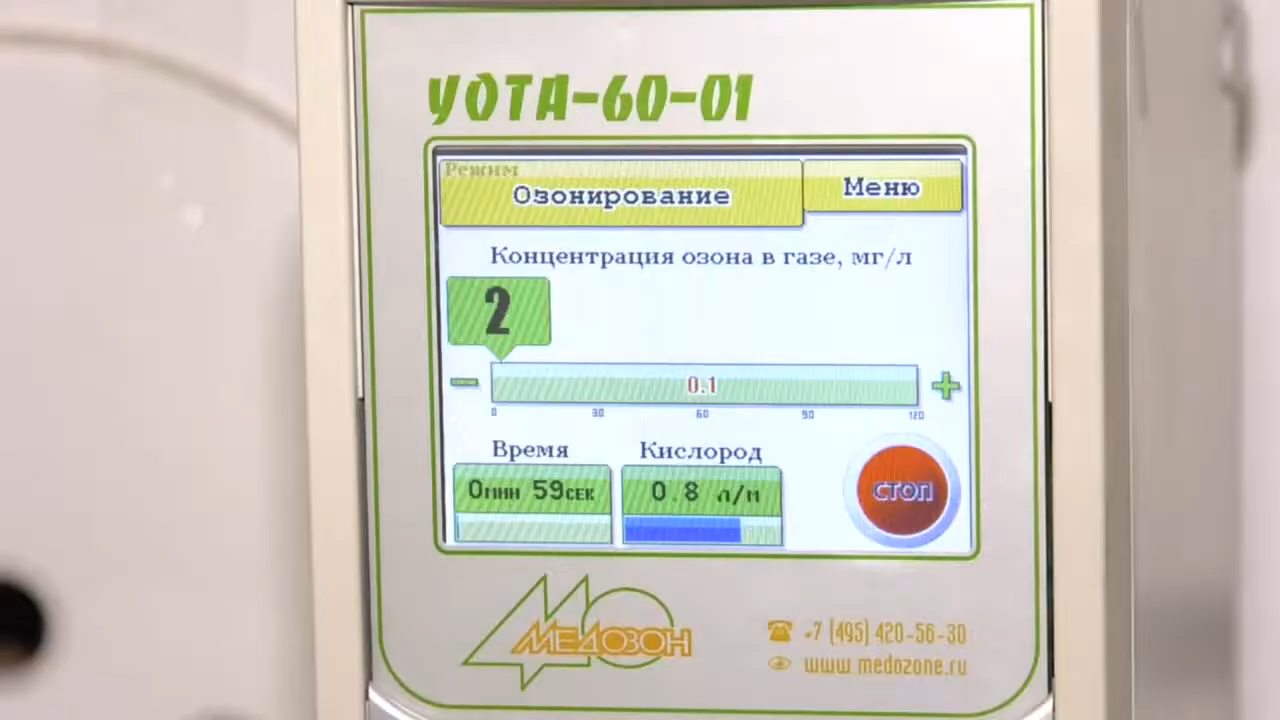 УОТА-60-01
Режим
Озонирование
Меню
Концентрация озона в газе, мг/л
2
0.1
0 30 60 90 120
Время Кислород
0мин 59сек 0.8 л/м
стоп
МЕДОЗОН
+7 (495) 420-56-30
www.medozone.ru